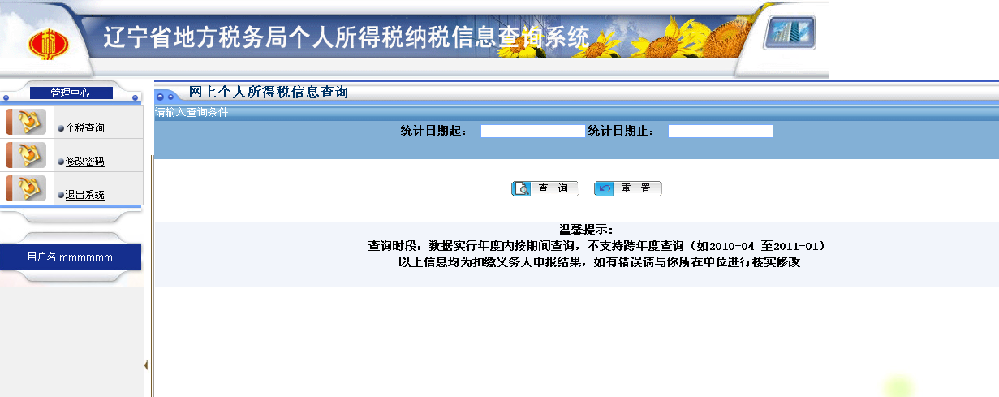 辽宁省地方税务局个人所得税纳税信息查询系统
管理中心
个税查询
修改密码
退出系统
用户名:mmmmmm
网上个人所得税信息查询
请输入查询条件
统计日期起： 统计日期止：
查 询 重 置
温馨提示：
查询时段：数据实行年度内按期间查询，不支持跨年度查询（如2010-04 至2011-01）
以上信息均为扣缴义务人申报结果，如有错误请与你所在单位进行核实修改